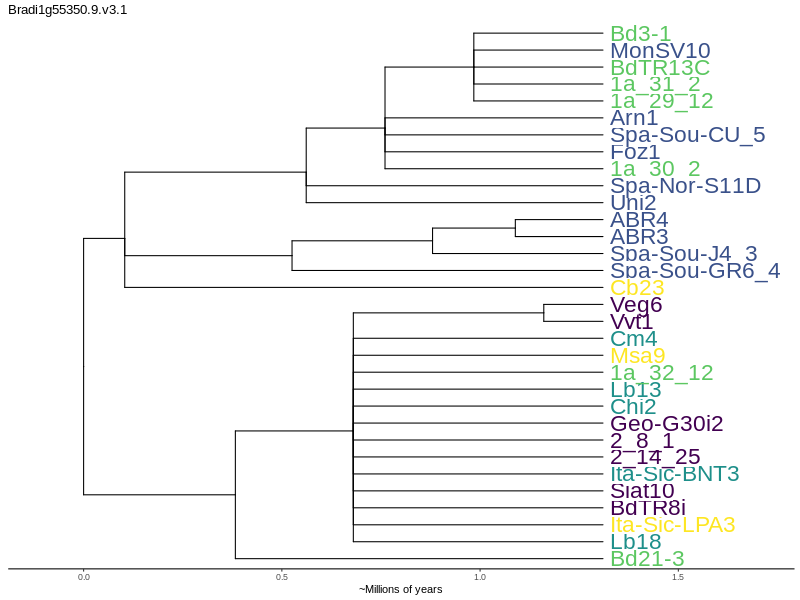 Bradi1g55350.9.v3.1
Bd3-1
MonSV10
BdTR13C
1a_31_2
1a_29_12
Arn1
Spa-Sou-CU_5
Foz1
1a_30_2
Spa-Nor-S11D
Uni2
ABR4
ABR3
Spa-Sou-J4_3
Spa-Sou-GR6_4
Cb23
Veg6
Vvt1
Cm4
Msa9
1a_32_12
Lb13
Chi2
Geo-G30i2
2_8_1
2_14_25
Ita-Sic-BNT3
Siat10
BdTR8i
Ita-Sic-LPA3
Lb18
Bd21-3
0.0 0.5 1.0 1.5
~Millions of years